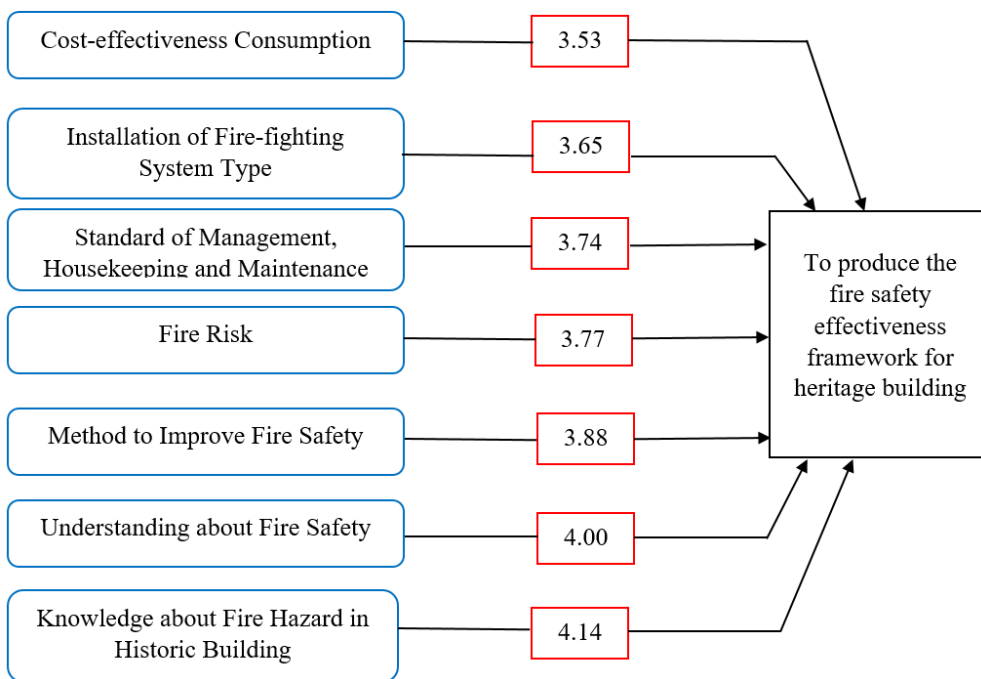 Cost-effectiveness Consumption
3.53
Installation of Fire-fighting
System Type
3.65
Standard of Management,
Housekeeping and Maintenance
3.74
Fire Risk
3.77
Method to Improve Fire Safety
3.88
Understanding about Fire Safety
4.00
Knowledge about Fire Hazard in
Historic Building
4.14
To produce the
fire safety
effectiveness
framework for
heritage building